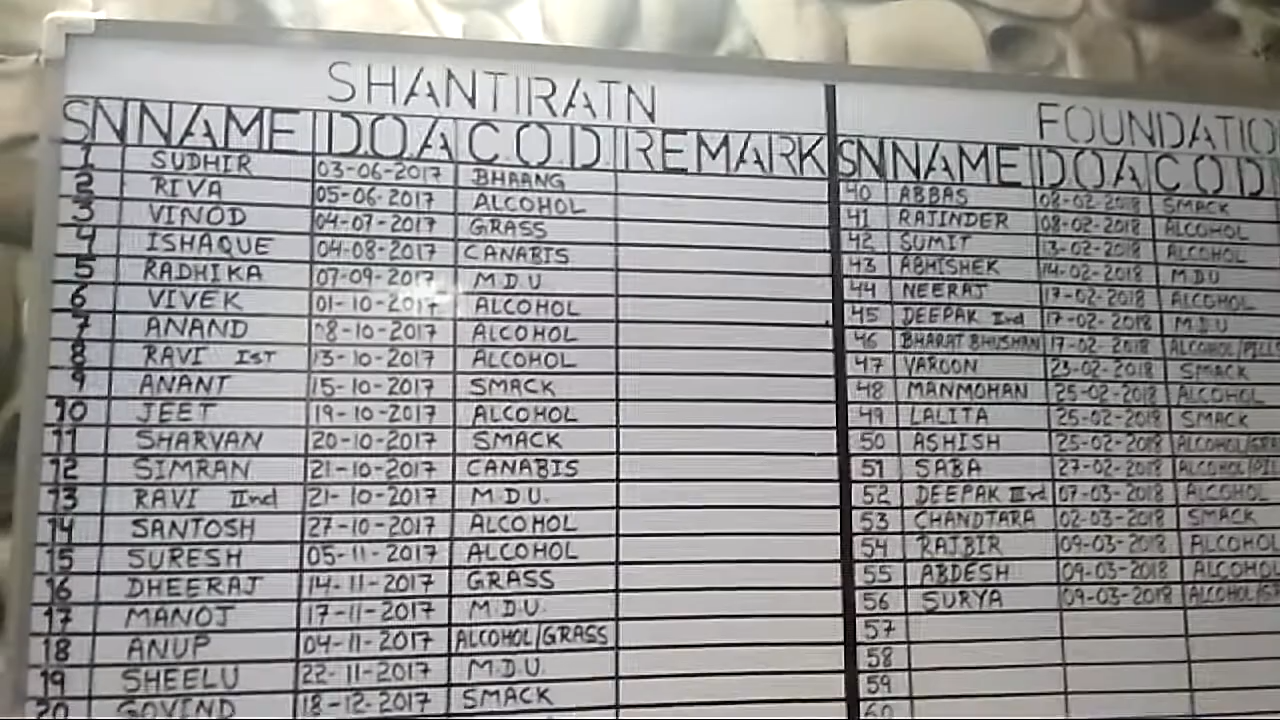 SHANTIRATN FOUNDATIO
SN NAME D.O.A C.O.D REMARK SN NAME D.O.A C.O.D
1 SUDHIR 03-06-2017 BHAANG 40 ABBAS 08-02-2018 SMACK
2 RIVA 05-06-2017 ALCOHOL 41 RAJINDER 08-02-2018 ALCOHOL
3 VINOD 04-07-2017 GRASS 42 SUMIT 13-02-2018 ALCOHOL
4 ISHAQUE 04-08-2017 CANABIS 43 ABHISHEK 14-02-2018 M.D.U
5 RADHIKA 07-09-2017 M.D.U 44 NEERAJ 17-02-2018 ALCOHOL
6 VIVEK 01-10-2017 ALCOHOL 45 DEEPAK IInd 17-02-2018 M.D.U
7 ANAND 08-10-2017 ALCOHOL 46 BHARAT BHUSHAN 17-02-2018 ALCOHOL/PILLS
8 RAVI IST 13-10-2017 ALCOHOL 47 VAROON 23-02-2018 SMACK
9 ANANT 15-10-2017 SMACK 48 MANMOHAN 25-02-2018 ALCOHOL
10 JEET 19-10-2017 ALCOHOL 49 LALITA 25-02-2018 SMACK
11 SHARVAN 20-10-2017 SMACK 50 ASHISH 25-02-2018 ALCOHOL/
12 SIMRAN 21-10-2017 CANABIS 51 SABA 27-02-2018 ALCOHOL/PI
13 RAVI IInd 21-10-2017 M.D.U. 52 DEEPAK IIIrd 07-03-2018 ALCOHOL
14 SANTOSH 27-10-2017 ALCOHOL 53 CHANDTARA 02-03-2018 SMACK
15 SURESH 05-11-2017 ALCOHOL 54 RAJBIR 09-03-2018 ALCOHOL
16 DHEERAJ 14-11-2017 GRASS 55 ABDESH 09-03-2018 ALCOHOL
17 MANOJ 17-11-2017 M.D.U. 56 SURYA 09-03-2018 ALCOHOL/
18 ANUP 04-11-2017 ALCOHOL/GRASS 57
19 SHEELU 22-11-2017 M.D.U. 58
20 GOVIND 18-12-2017 SMACK 59
60